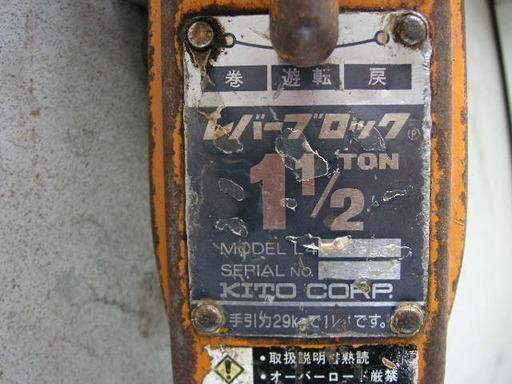 巻 遊転 戻
レバーブロック Ⓟ
1 1/2 TON
MODEL L4
SERIAL NO.
KITO CORP.
手引力29kgで1½tです。
・取扱説明書熟読
・オーバーロード厳禁